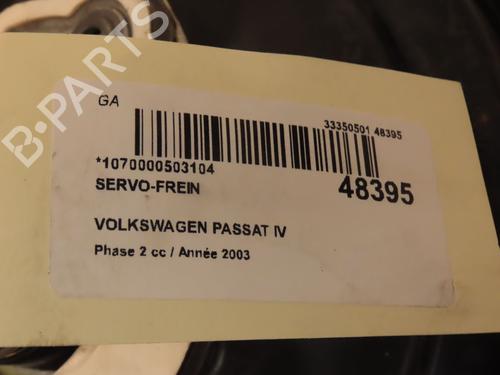 B-PARTS
GA
33350501 48395
*1070000503104
SERVO-FREIN
48395
VOLKSWAGEN PASSAT IV
Phase 2 cc / Année 2003